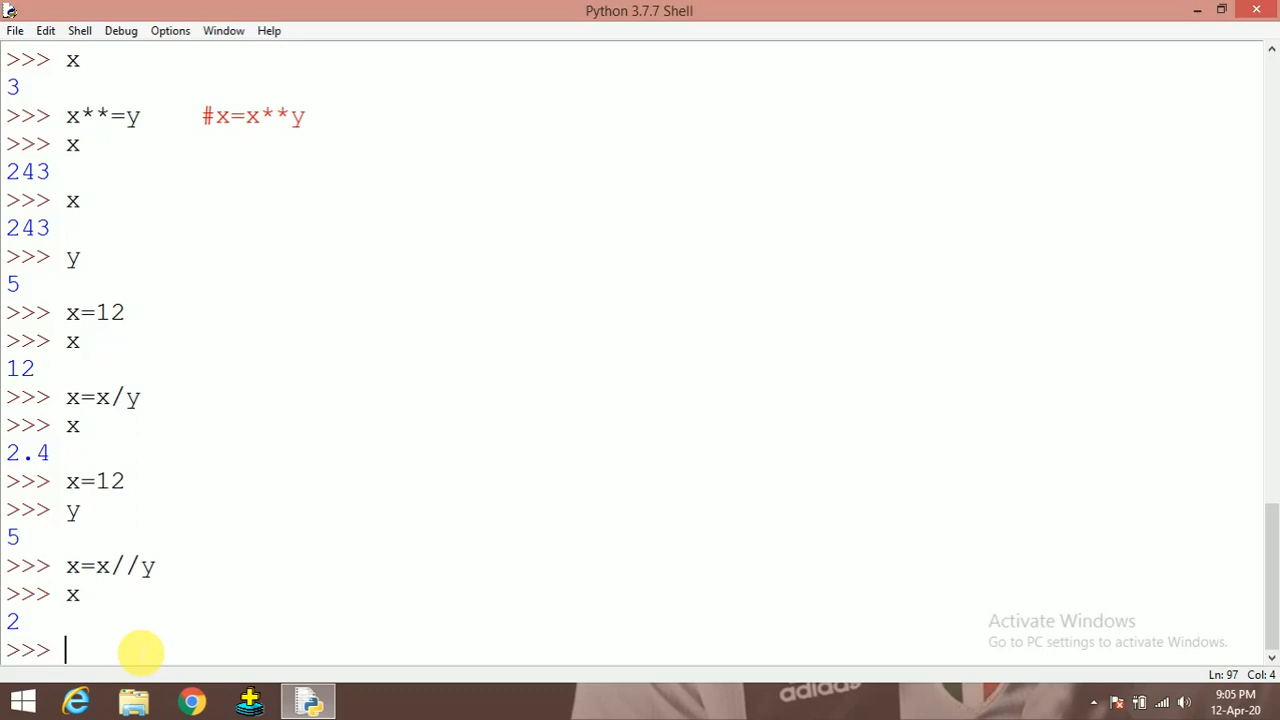 Python 3.7.7 Shell
File Edit Shell Debug Options Window Help
>>> x
3
>>> x**=y #x=x**y
>>> x
243
>>> x
243
>>> y
5
>>> x=12
>>> x
12
>>> x=x/y
>>> x
2.4
>>> x=12
>>> y
5
>>> x=x//y
>>> x
2
>>>
Activate Windows
Go to PC settings to activate Windows.
Ln: 97 Col: 4
adidas
9:05 PM
12-Apr-20